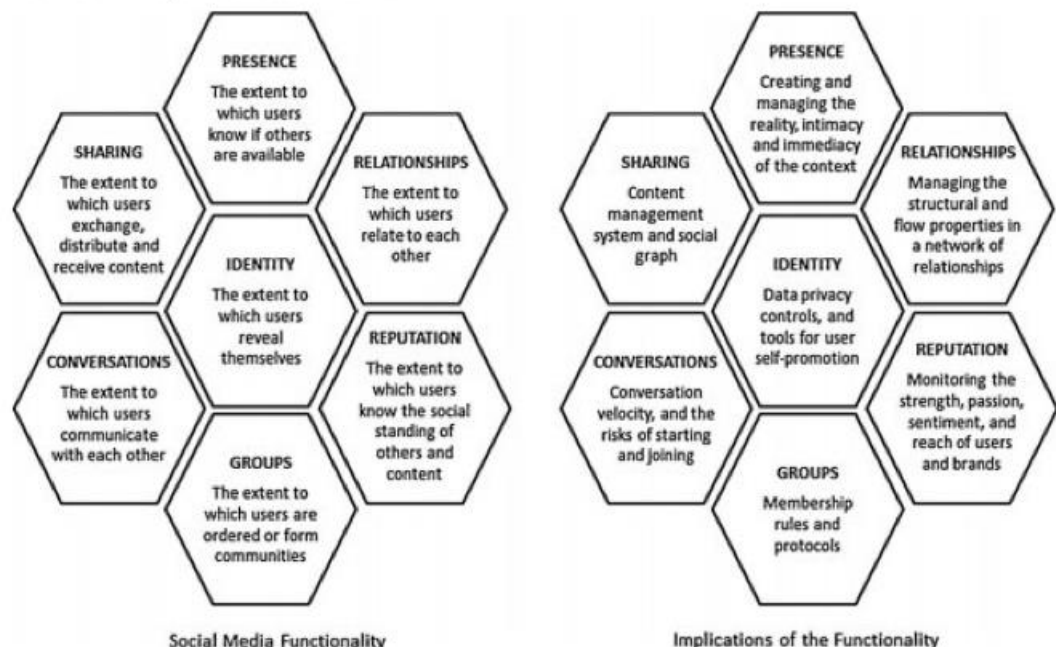 PRESENCE
The extent to
which users
know if others
are available
SHARING
The extent to
which users
exchange,
distribute and
receive content
RELATIONSHIPS
The extent to
which users
relate to each
other
IDENTITY
The extent to
which users
reveal
themselves
CONVERSATIONS
The extent to
which users
communicate
with each other
REPUTATION
The extent to
which users
know the social
standing of
others and
content
GROUPS
The extent to
which users are
ordered or form
communities
Social Media Functionality
PRESENCE
Creating and
managing the
reality, intimacy
and immediacy
of the context
SHARING
Content
management
system and social
graph
RELATIONSHIPS
Managing the
structural and
flow properties in
a network of
relationships
IDENTITY
Data privacy
controls, and
tools for user
self-promotion
CONVERSATIONS
Conversation
velocity, and the
risks of starting
and joining
REPUTATION
Monitoring the
strength, passion,
sentiment, and
reach of users
and brands
GROUPS
Membership
rules and
protocols
Implications of the Functionality